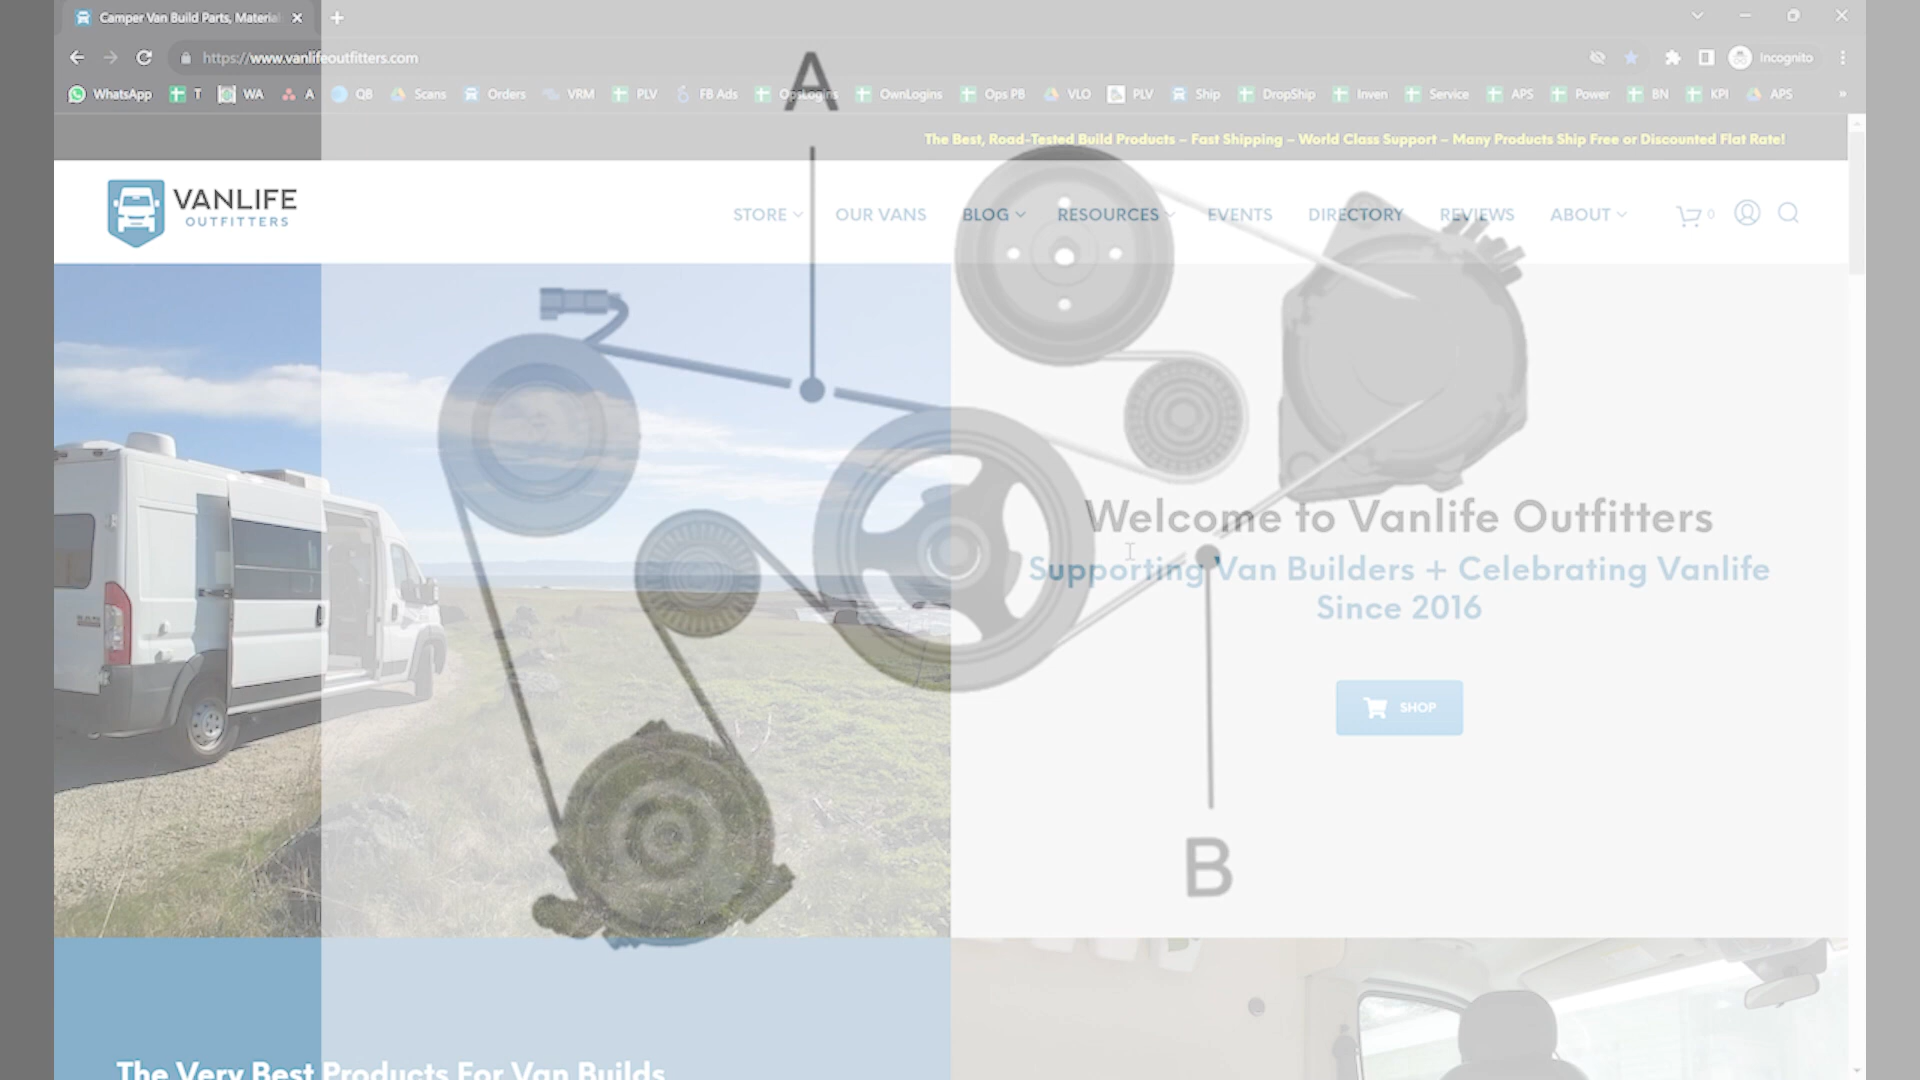 Camper Van Build Parts, Material
https://www.vanlifeoutfitters.com
Incognito
WhatsApp T WA A QB Scans Orders VRM PLV FB Ads OpsLogins OwnLogins Ops PB VLO PLV Ship DropShip Inven Service APS Power BN KPI APS »
A
The Best, Road-Tested Build Products – Fast Shipping – World Class Support – Many Products Ship Free or Discounted Flat Rate!
VANLIFE
OUTFITTERS
STORE OUR VANS BLOG RESOURCES EVENTS DIRECTORY REVIEWS ABOUT 0
Welcome to Vanlife Outfitters
Supporting Van Builders + Celebrating Vanlife
Since 2016
SHOP
B
The Very Best Products For Van Builds